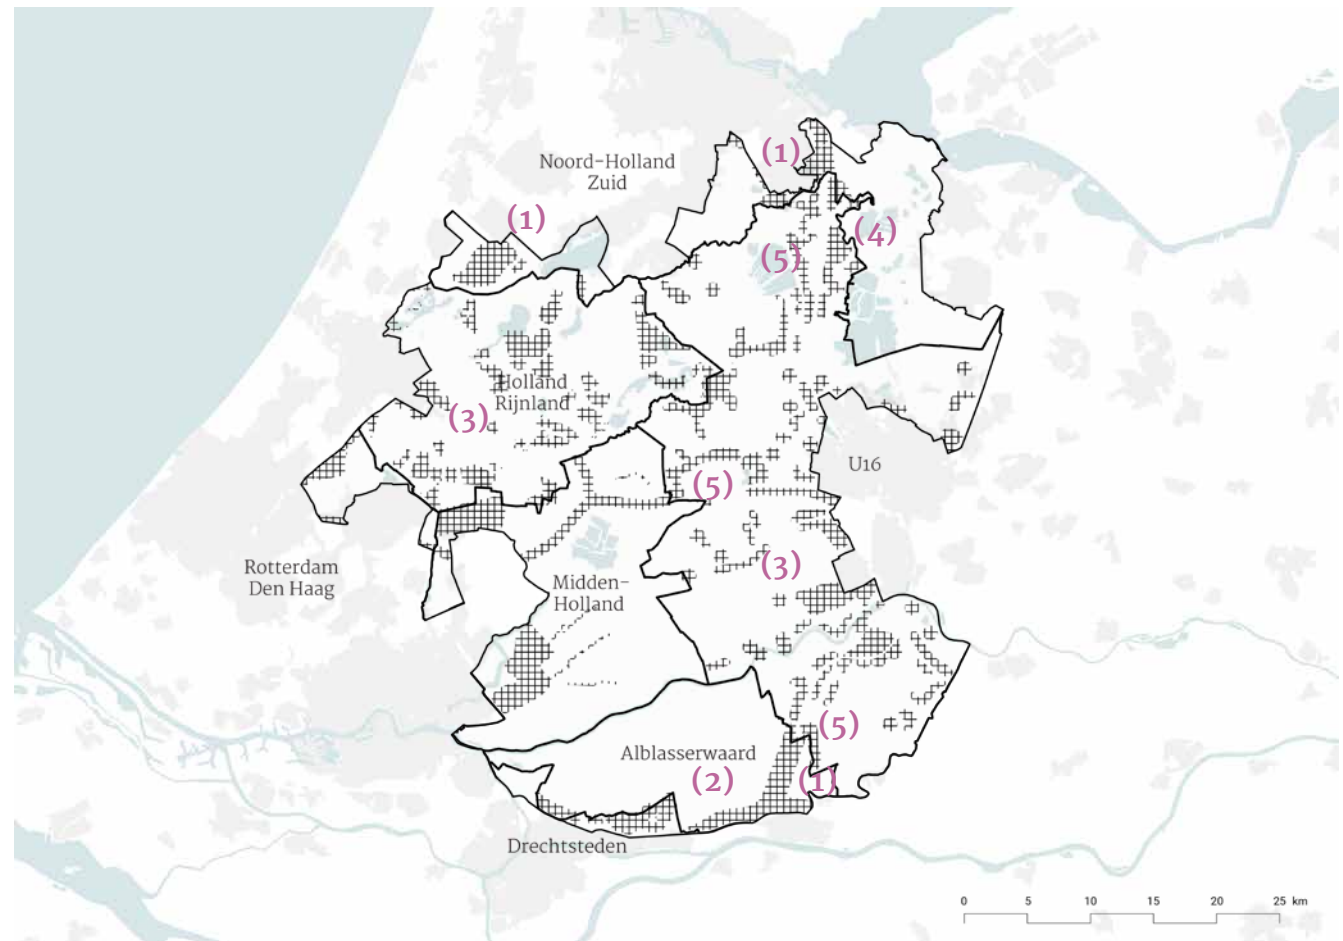 (1)
Noord-Holland
Zuid
(1)
(4)
(5)
Holland
Rijnland
(3)
U16
(5)
Rotterdam
Den Haag
(3)
Midden-
Holland
(5)
Alblasserwaard
(2)
(1)
Drechtsteden
0 5 10 15 20 25 km